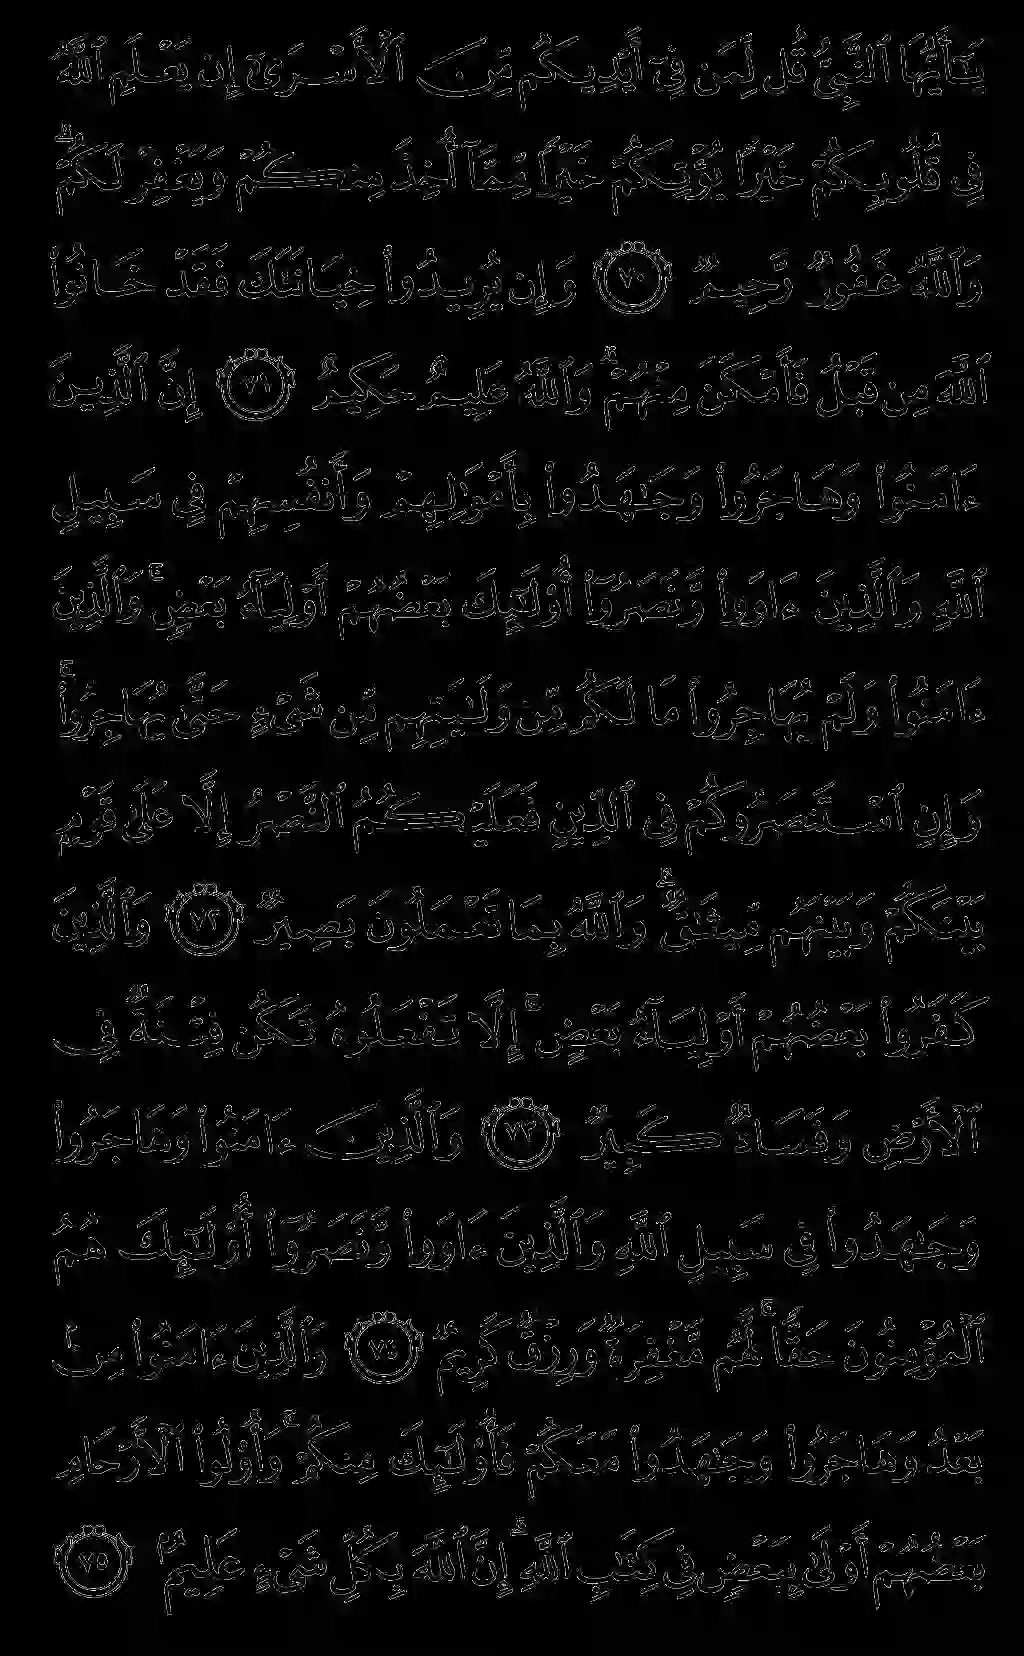 يَـٰٓأَيُّهَا ٱلنَّبِىُّ قُل لِّمَن فِىٓ أَيْدِيكُم مِّنَ ٱلْأَسْرَىٰٓ إِن يَعْلَمِ ٱللَّهُ
فِى قُلُوبِكُمْ خَيْرًا يُؤْتِكُمْ خَيْرًا مِّمَّآ أُخِذَ مِنكُمْ وَيَغْفِرْ لَكُمْ ۗ
وَٱللَّهُ غَفُورٌ رَّحِيمٌ ٧٠ وَإِن يُرِيدُوا۟ خِيَانَتَكَ فَقَدْ خَانُوا۟
ٱللَّهَ مِن قَبْلُ فَأَمْكَنَ مِنْهُمْ ۗ وَٱللَّهُ عَلِيمٌ حَكِيمٌ ٧١ إِنَّ ٱلَّذِينَ
ءَامَنُوا۟ وَهَاجَرُوا۟ وَجَـٰهَدُوا۟ بِأَمْوَٰلِهِمْ وَأَنفُسِهِمْ فِى سَبِيلِ
ٱللَّهِ وَٱلَّذِينَ ءَاوَوا۟ وَّنَصَرُوٓا۟ أُو۟لَـٰٓئِكَ بَعْضُهُمْ أَوْلِيَآءُ بَعْضٍ ۚ وَٱلَّذِينَ
ءَامَنُوا۟ وَلَمْ يُهَاجِرُوا۟ مَا لَكُم مِّن وَلَـٰيَتِهِم مِّن شَىْءٍ حَتَّىٰ يُهَاجِرُوا۟ ۚ
وَإِنِ ٱسْتَنصَرُوكُمْ فِى ٱلدِّينِ فَعَلَيْكُمُ ٱلنَّصْرُ إِلَّا عَلَىٰ قَوْمٍۭ
بَيْنَكُمْ وَبَيْنَهُم مِّيثَـٰقٌ ۗ وَٱللَّهُ بِمَا تَعْمَلُونَ بَصِيرٌ ٧٢ وَٱلَّذِينَ
كَفَرُوا۟ بَعْضُهُمْ أَوْلِيَآءُ بَعْضٍ ۚ إِلَّا تَفْعَلُوهُ تَكُن فِتْنَةٌ فِى
ٱلْأَرْضِ وَفَسَادٌ كَبِيرٌ ٧٣ وَٱلَّذِينَ ءَامَنُوا۟ وَهَاجَرُوا۟
وَجَـٰهَدُوا۟ فِى سَبِيلِ ٱللَّهِ وَٱلَّذِينَ ءَاوَوا۟ وَّنَصَرُوٓا۟ أُو۟لَـٰٓئِكَ هُمُ
ٱلْمُؤْمِنُونَ حَقًّا ۚ لَّهُم مَّغْفِرَةٌ وَرِزْقٌ كَرِيمٌ ٧٤ وَٱلَّذِينَ ءَامَنُوا۟ مِنۢ
بَعْدُ وَهَاجَرُوا۟ وَجَـٰهَدُوا۟ مَعَكُمْ فَأُو۟لَـٰٓئِكَ مِنكُمْ ۚ وَأُو۟لُوا۟ ٱلْأَرْحَامِ
بَعْضُهُمْ أَوْلَىٰ بِبَعْضٍ فِى كِتَـٰبِ ٱللَّهِ ۗ إِنَّ ٱللَّهَ بِكُلِّ شَىْءٍ عَلِيمٌۢ ٧٥